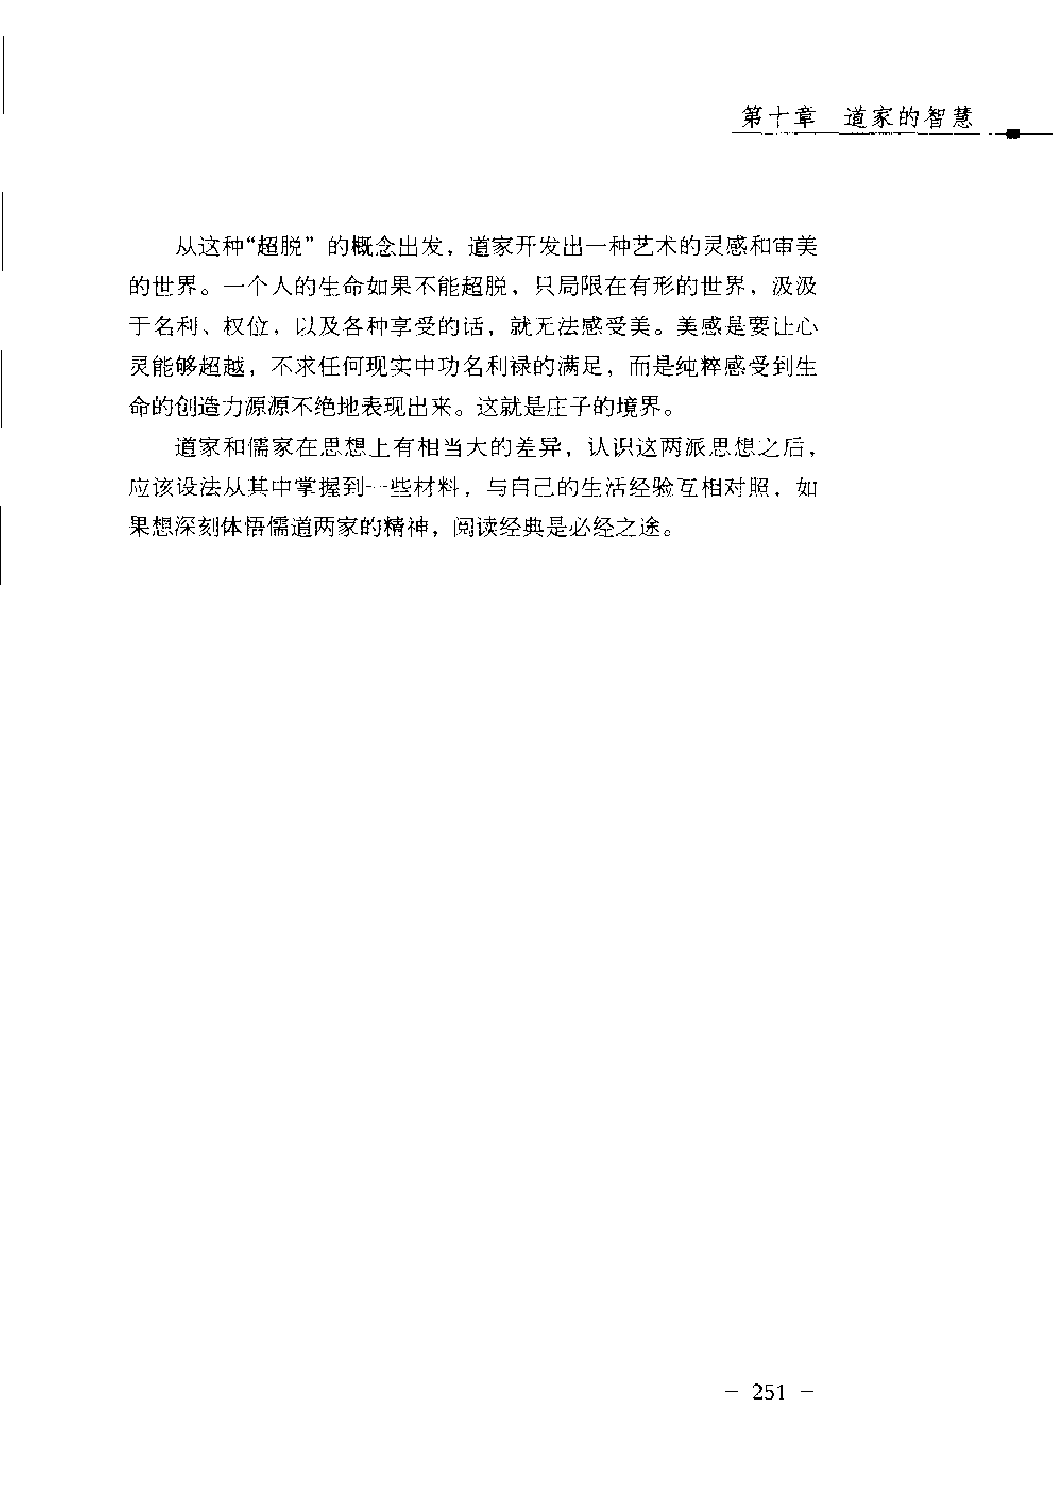 第十章　道家的智慧
从这种“超脱”的概念出发，道家开发出一种艺术的灵感和审美
的世界。一个人的生命如果不能超脱，只局限在有形的世界，汲汲
于名利、权位，以及各种享受的话，就无法感受美。美感是要让心
灵能够超越，不求任何现实中功名利禄的满足，而是纯粹感受到生
命的创造力源源不绝地表现出来。这就是庄子的境界。
道家和儒家在思想上有相当大的差异，认识这两派思想之后，
应该设法从其中掌握到一些材料，与自己的生活经验互相对照，如
果想深刻体悟儒道两家的精神，阅读经典是必经之途。
－ 251 －